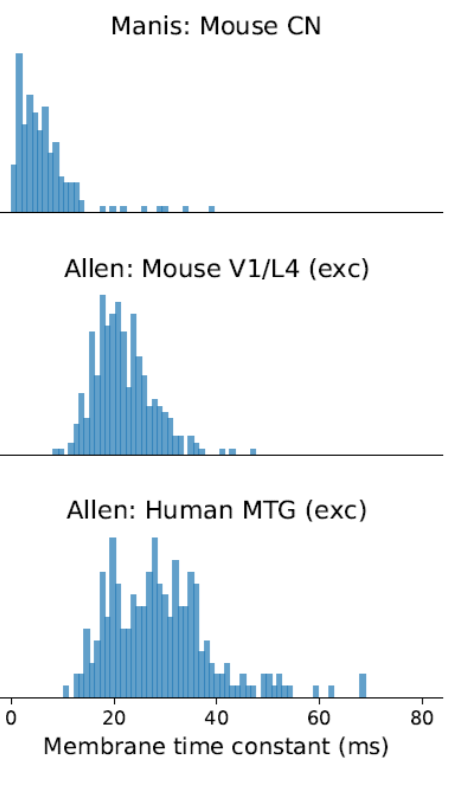 Manis: Mouse CN
Allen: Mouse V1/L4 (exc)
Allen: Human MTG (exc)
0 20 40 60 80
Membrane time constant (ms)